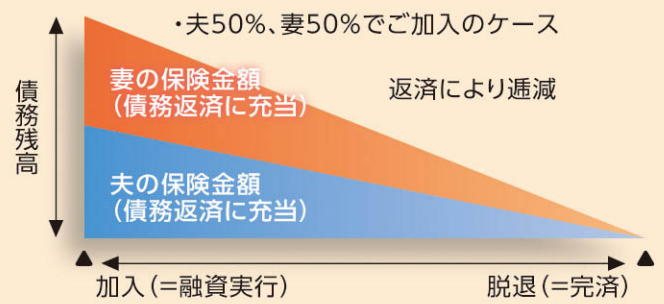 ・夫50%、妻50%でご加入のケース
妻の保険金額
（債務返済に充当）
返済により逓減
債務残高
夫の保険金額
（債務返済に充当）
加入（=融資実行）
脱退（=完済）